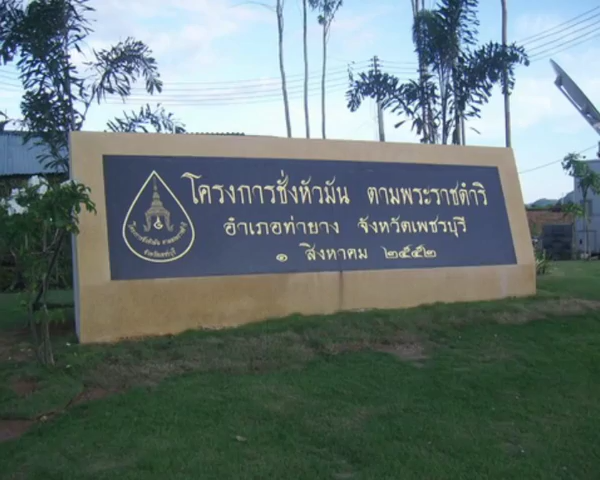 โครงการชั่งหัวมัน ตามพระราชดำริ
อำเภอท่ายาง จังหวัดเพชรบุรี
๑ สิงหาคม ๒๕๕๒